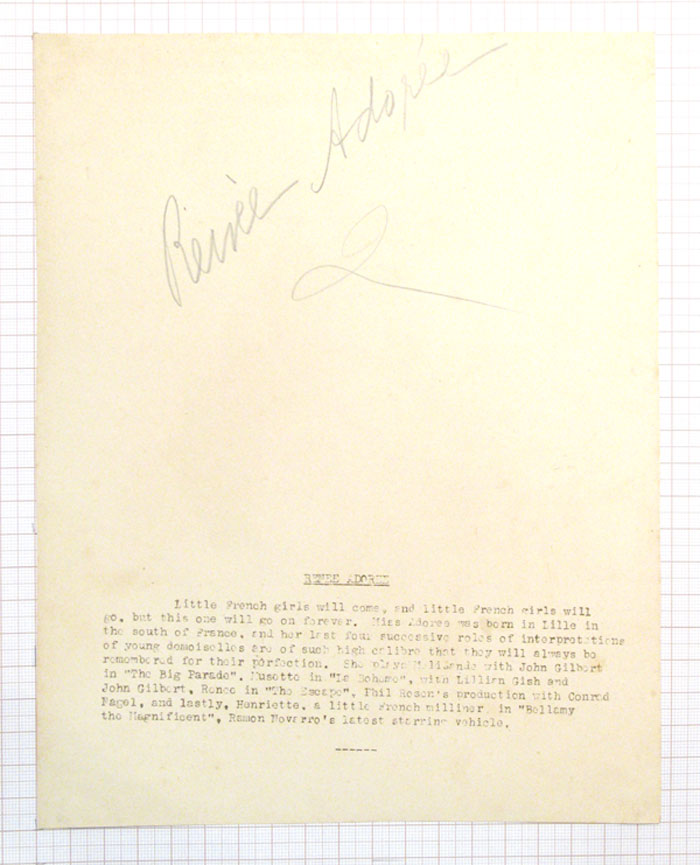 Renée Adorée
2
RENEE ADOREE
Little French girls will come, and little French girls will
go, but this one will go on forever. Miss Adoree was born in Lille in
the south of France, and her last four successive roles of interpretations
of young demoiselles are of such high calibre that they will always be
remembered for their perfection. She plays Melisande with John Gilbert
in "The Big Parade", Musette in "La Boheme", with Lillian Gish and
John Gilbert, Renee in "The Escape", Phil Rosen's production with Conrad
Nagel, and lastly, Henriette, a little French milliner, in "Bellamy
the Magnificent", Ramon Novarro's latest starring vehicle.
------